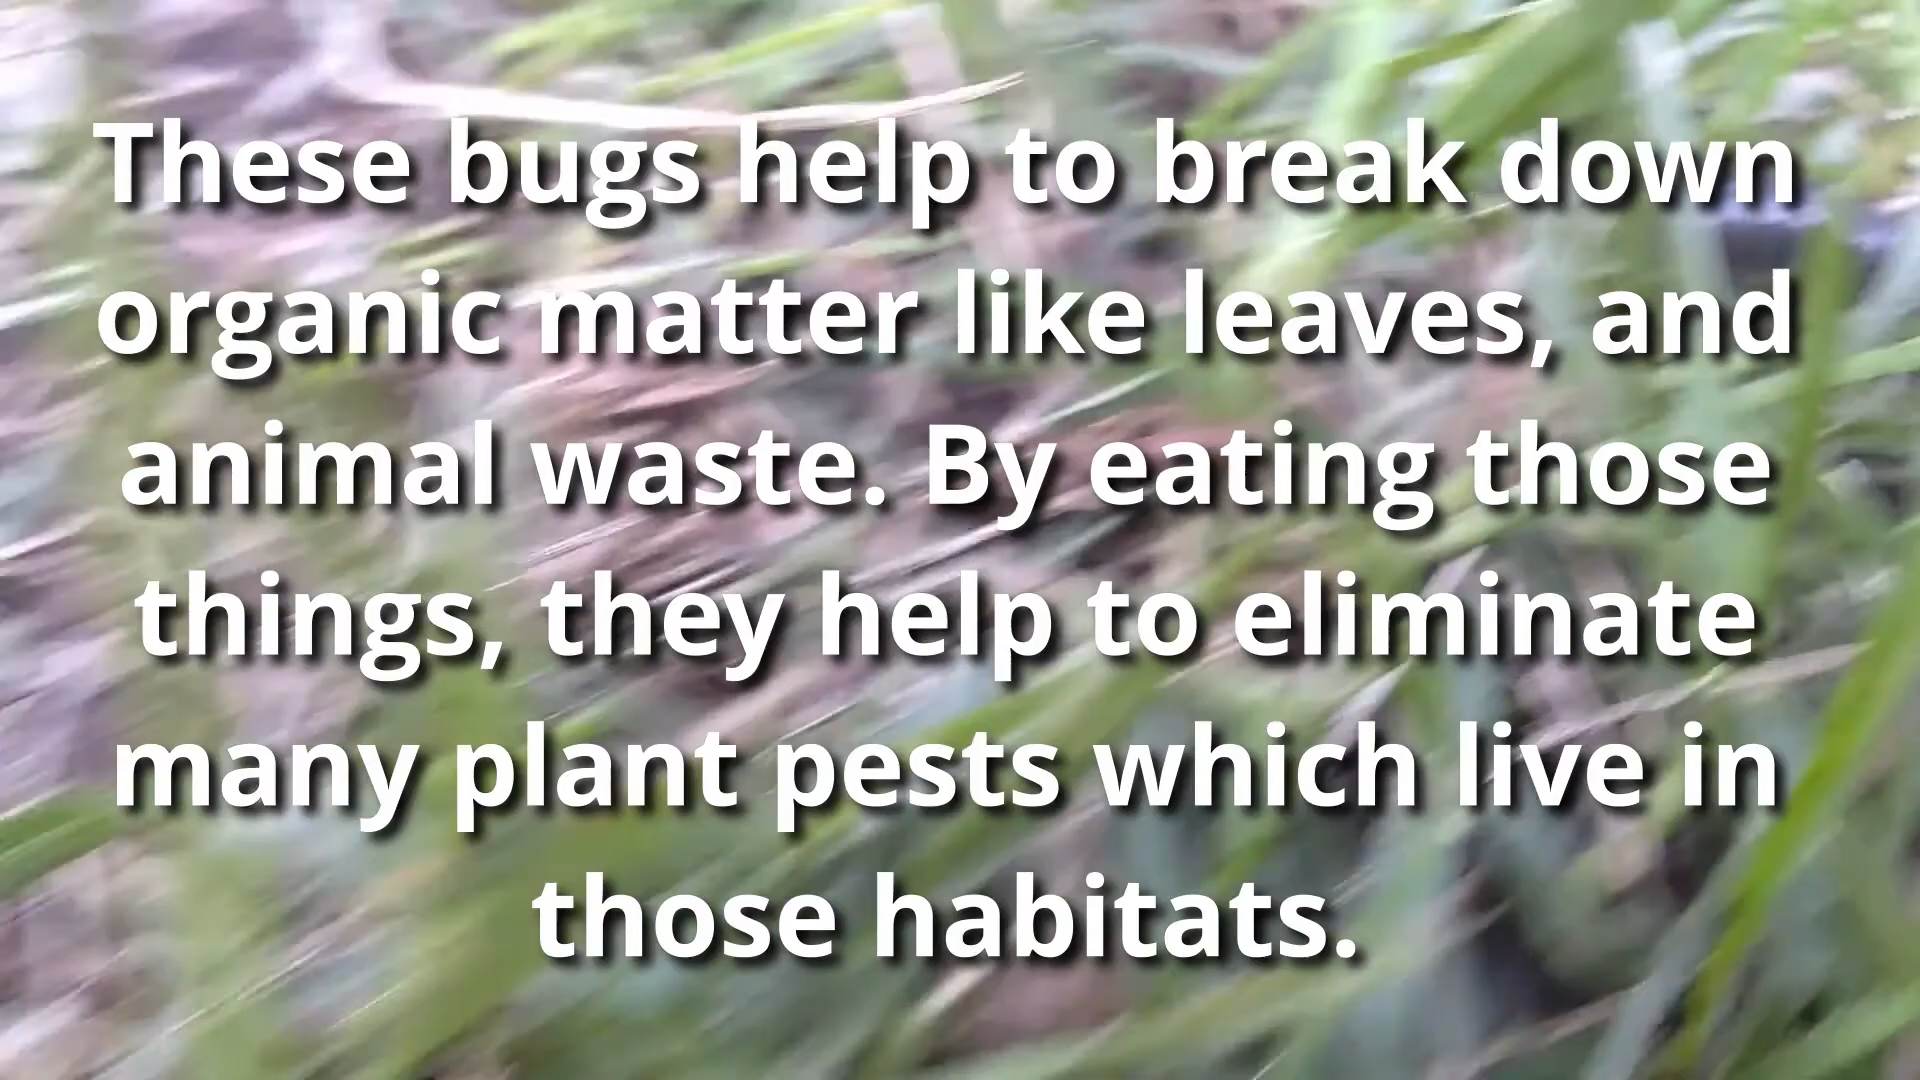 These bugs help to break down
organic matter like leaves, and
animal waste. By eating those
things, they help to eliminate
many plant pests which live in
those habitats.